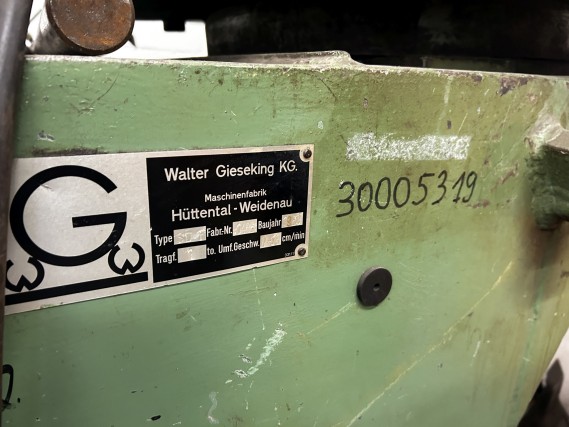 G
Walter Gieseking KG.
Maschinenfabrik
Hüttental-Weidenau
Type Fabr-Nr. Baujahr
Tragf. to. Umf.Geschw. cm/min
30005319